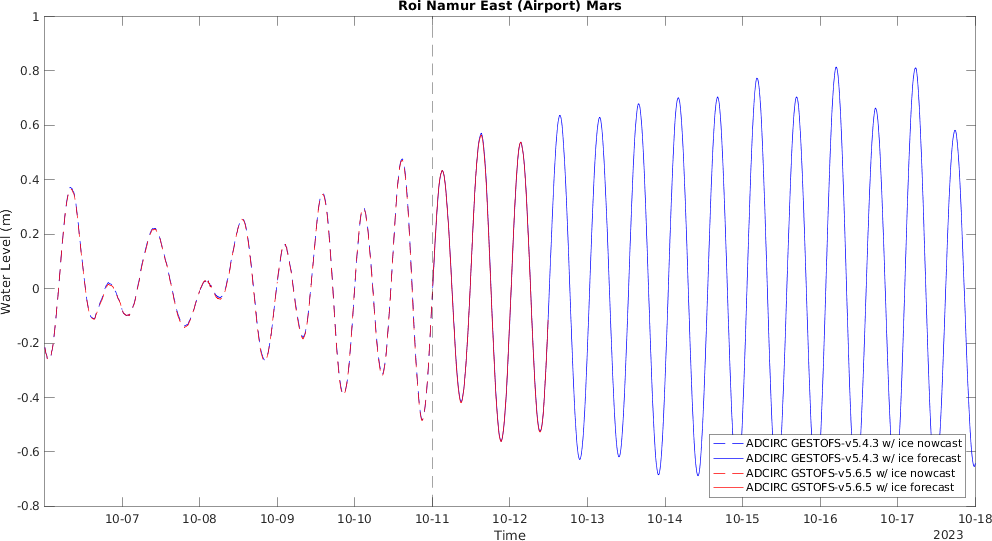 Roi Namur East (Airport) Mars
1
0.8
0.6
0.4
0.2
0
-0.2
-0.4
-0.6
-0.8
Water Level (m)
ADCIRC GESTOFS-v5.4.3 w/ ice nowcast
ADCIRC GESTOFS-v5.4.3 w/ ice forecast
ADCIRC GSTOFS-v5.6.5 w/ ice nowcast
ADCIRC GSTOFS-v5.6.5 w/ ice forecast
10-07 10-08 10-09 10-10 10-11 10-12 10-13 10-14 10-15 10-16 10-17 10-18
Time
2023